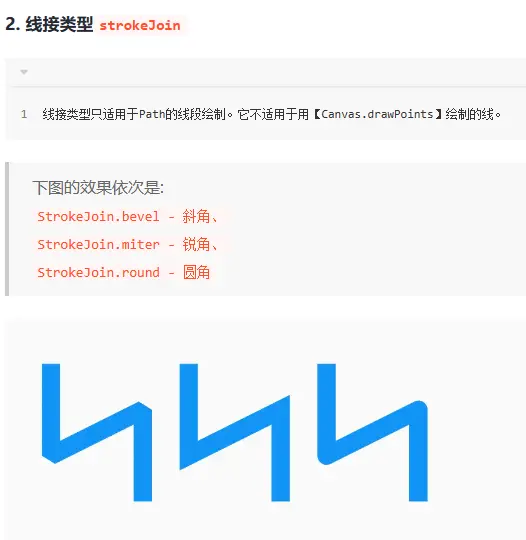 2. 线接类型 strokeJoin
1 线接类型只适用于Path的线段绘制。它不适用于用【Canvas.drawPoints】绘制的线。
下图的效果依次是:
StrokeJoin.bevel - 斜角、
StrokeJoin.miter - 锐角、
StrokeJoin.round - 圆角